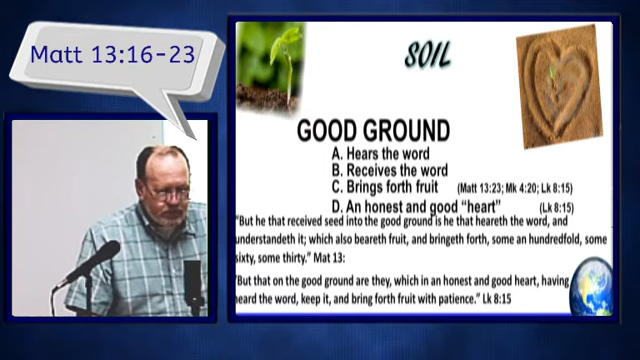 Matt 13:16-23
SOIL
GOOD GROUND
A. Hears the word
B. Receives the word
C. Brings forth fruit (Matt 13:23; Mk 4:20; Lk 8:15)
D. An honest and good “heart” (Lk 8:15)
"But he that received seed into the good ground is he that heareth the word, and
understandeth it; which also beareth fruit, and bringeth forth, some an hundredfold, some
sixty, some thirty.” Mat 13:
"But that on the good ground are they, which in an honest and good heart, having
heard the word, keep it, and bring forth fruit with patience.” Lk 8:15